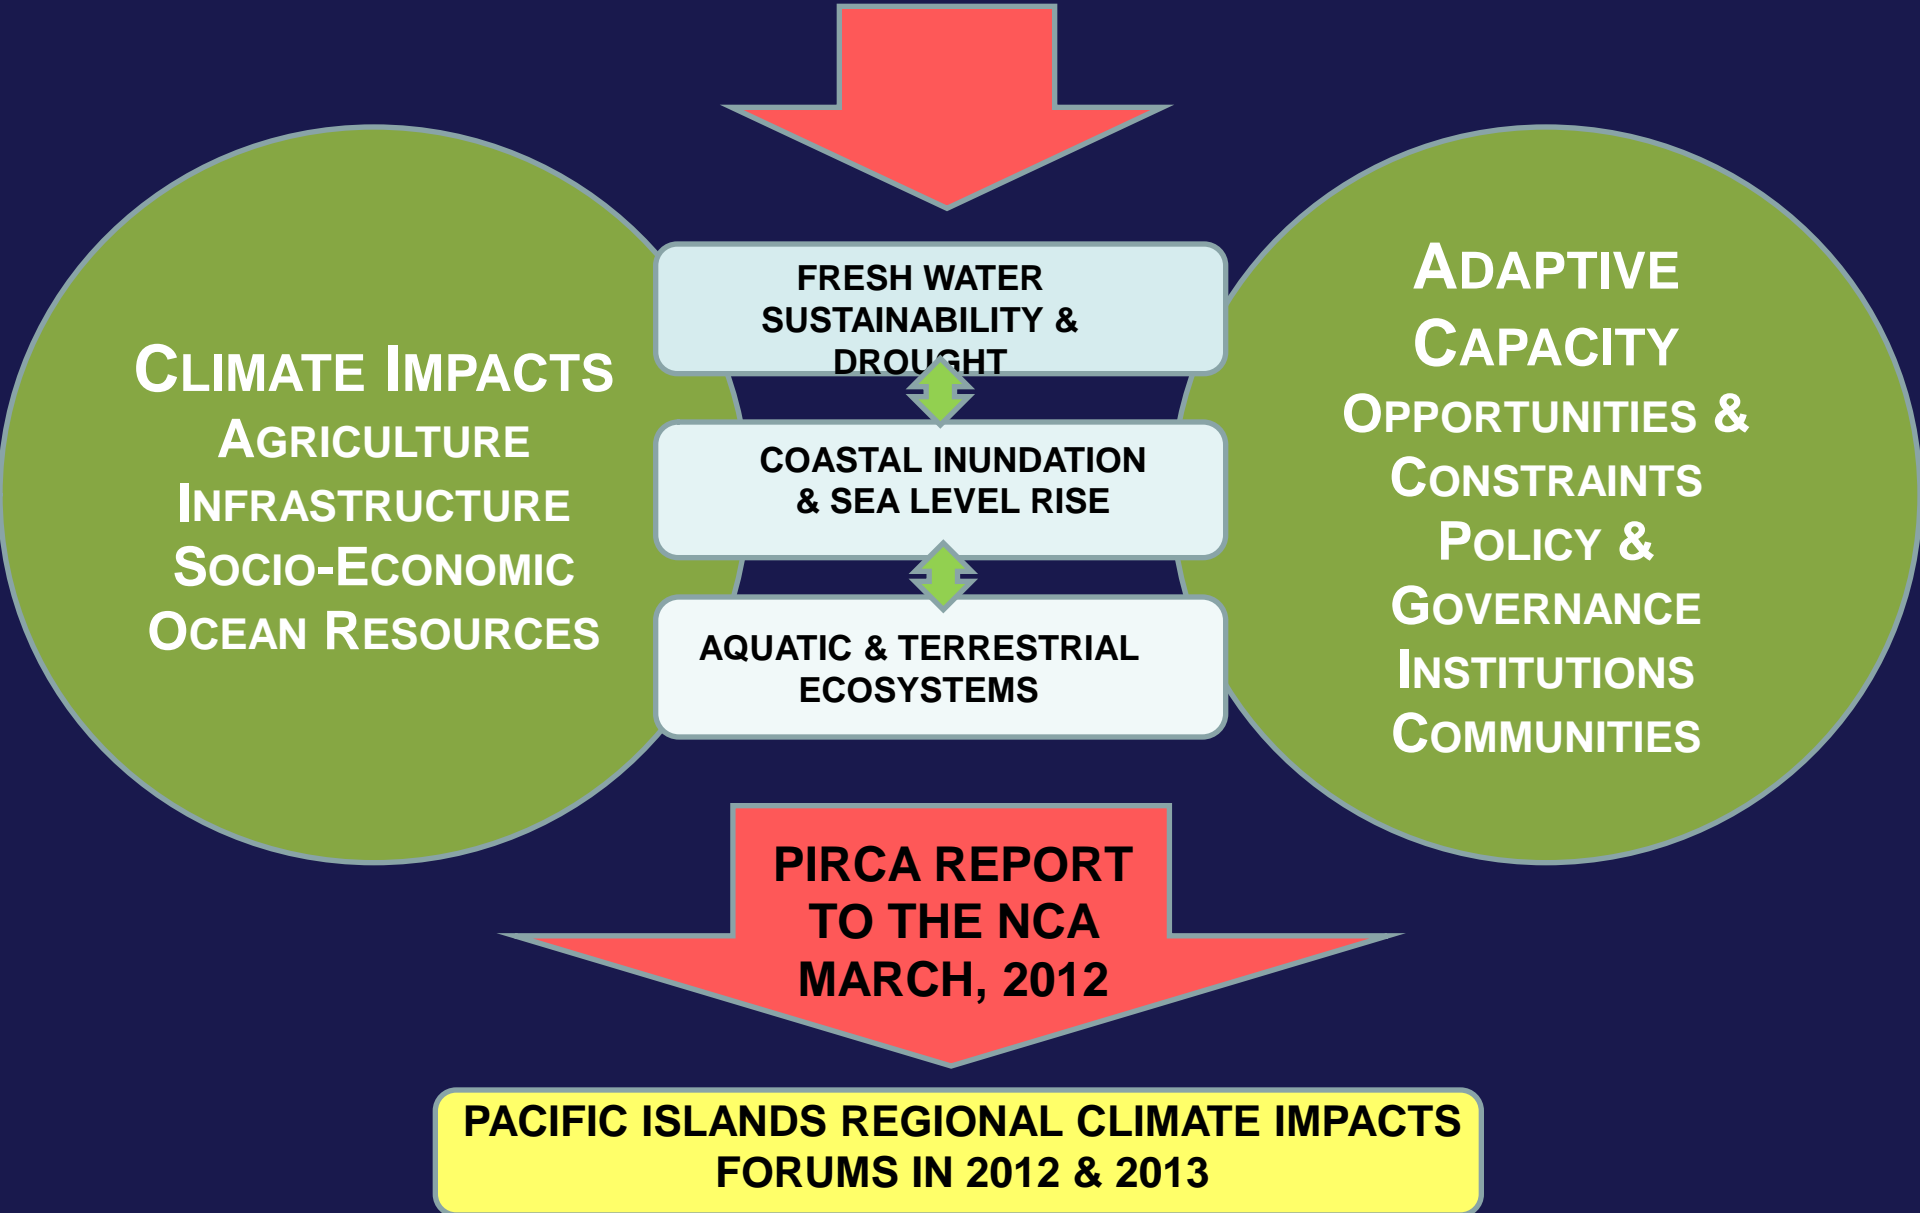 CLIMATE IMPACTS
AGRICULTURE
INFRASTRUCTURE
SOCIO-ECONOMIC
OCEAN RESOURCES
FRESH WATER
SUSTAINABILITY &
DROUGHT
COASTAL INUNDATION
& SEA LEVEL RISE
AQUATIC & TERRESTRIAL
ECOSYSTEMS
ADAPTIVE
CAPACITY
OPPORTUNITIES &
CONSTRAINTS
POLICY &
GOVERNANCE
INSTITUTIONS
COMMUNITIES
PIRCA REPORT
TO THE NCA
MARCH, 2012
PACIFIC ISLANDS REGIONAL CLIMATE IMPACTS
FORUMS IN 2012 & 2013